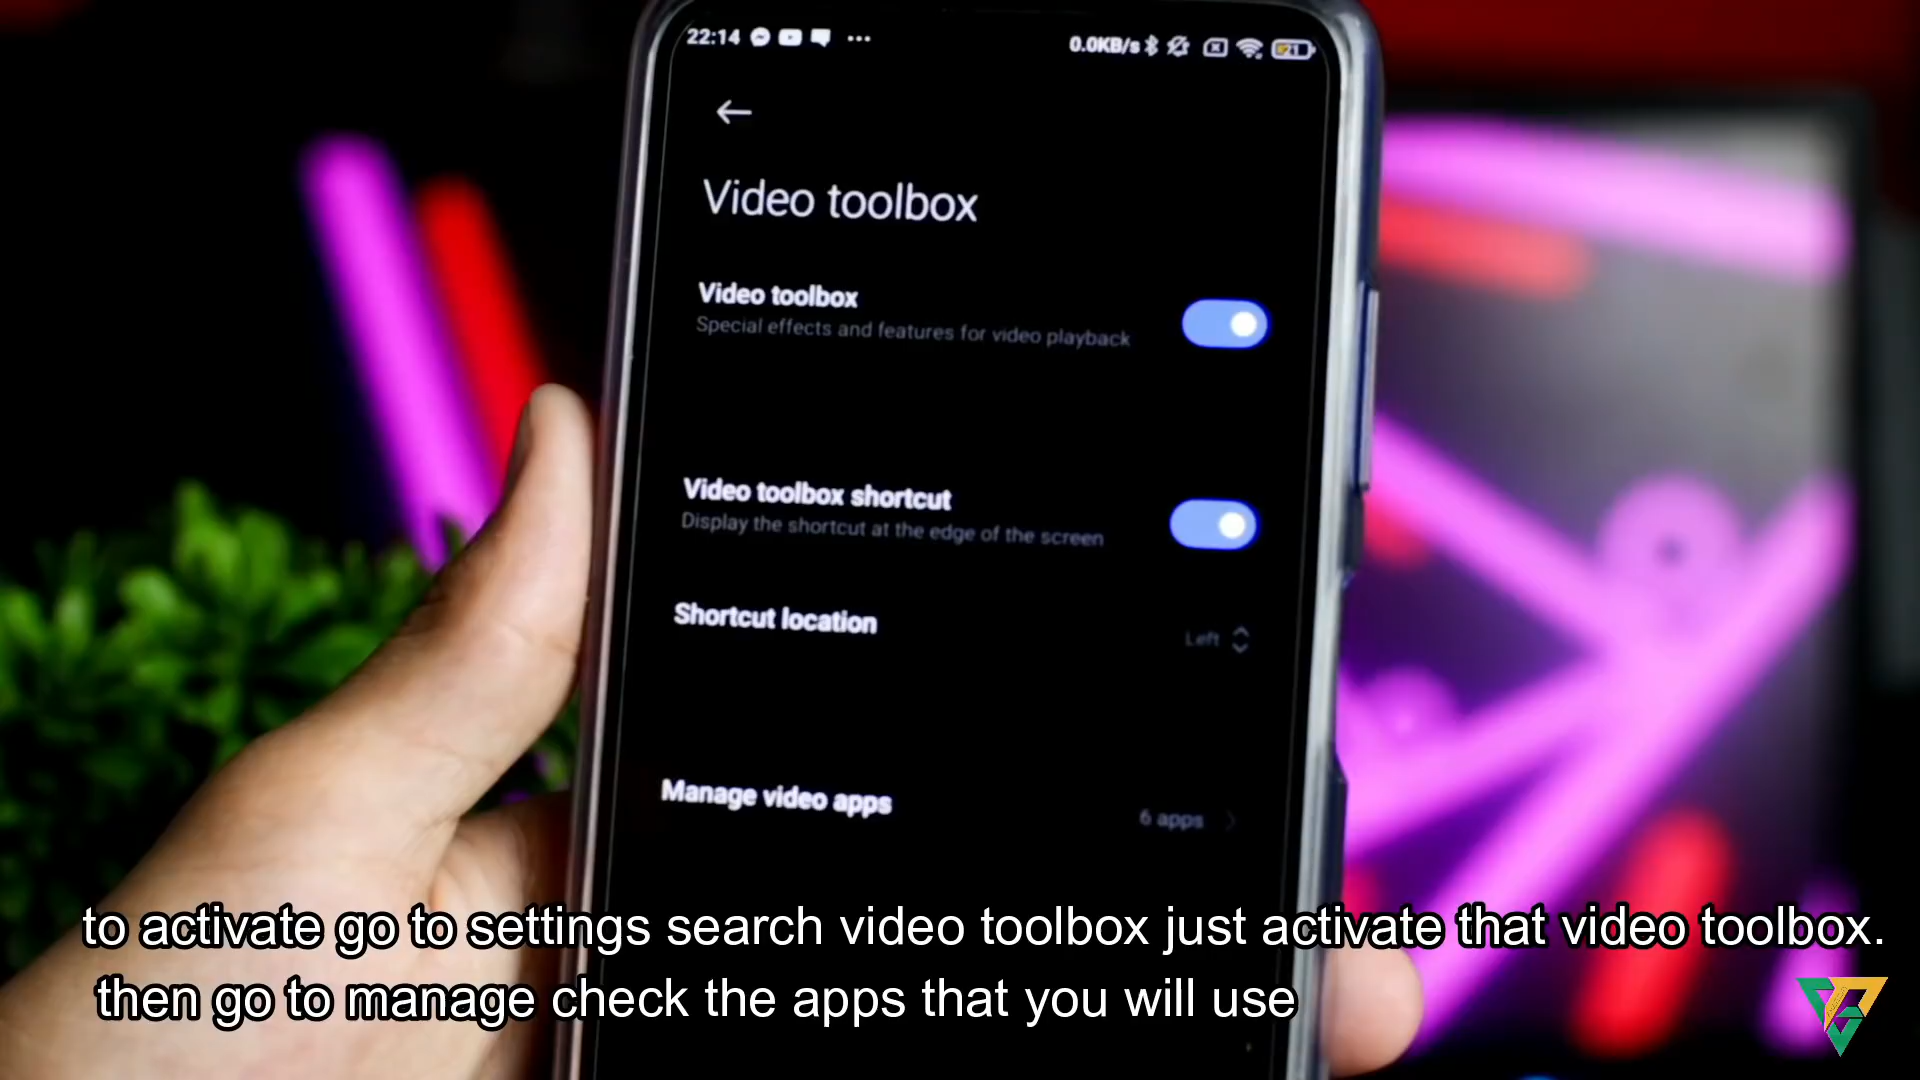 22:14
0.0KB/s
21
Video toolbox
Video toolbox
Special effects and features for video playback
Video toolbox shortcut
Display the shortcut at the edge of the screen
Shortcut location
Left
Manage video apps
6 apps
to activate go to settings search video toolbox just activate that video toolbox.
then go to manage check the apps that you will use